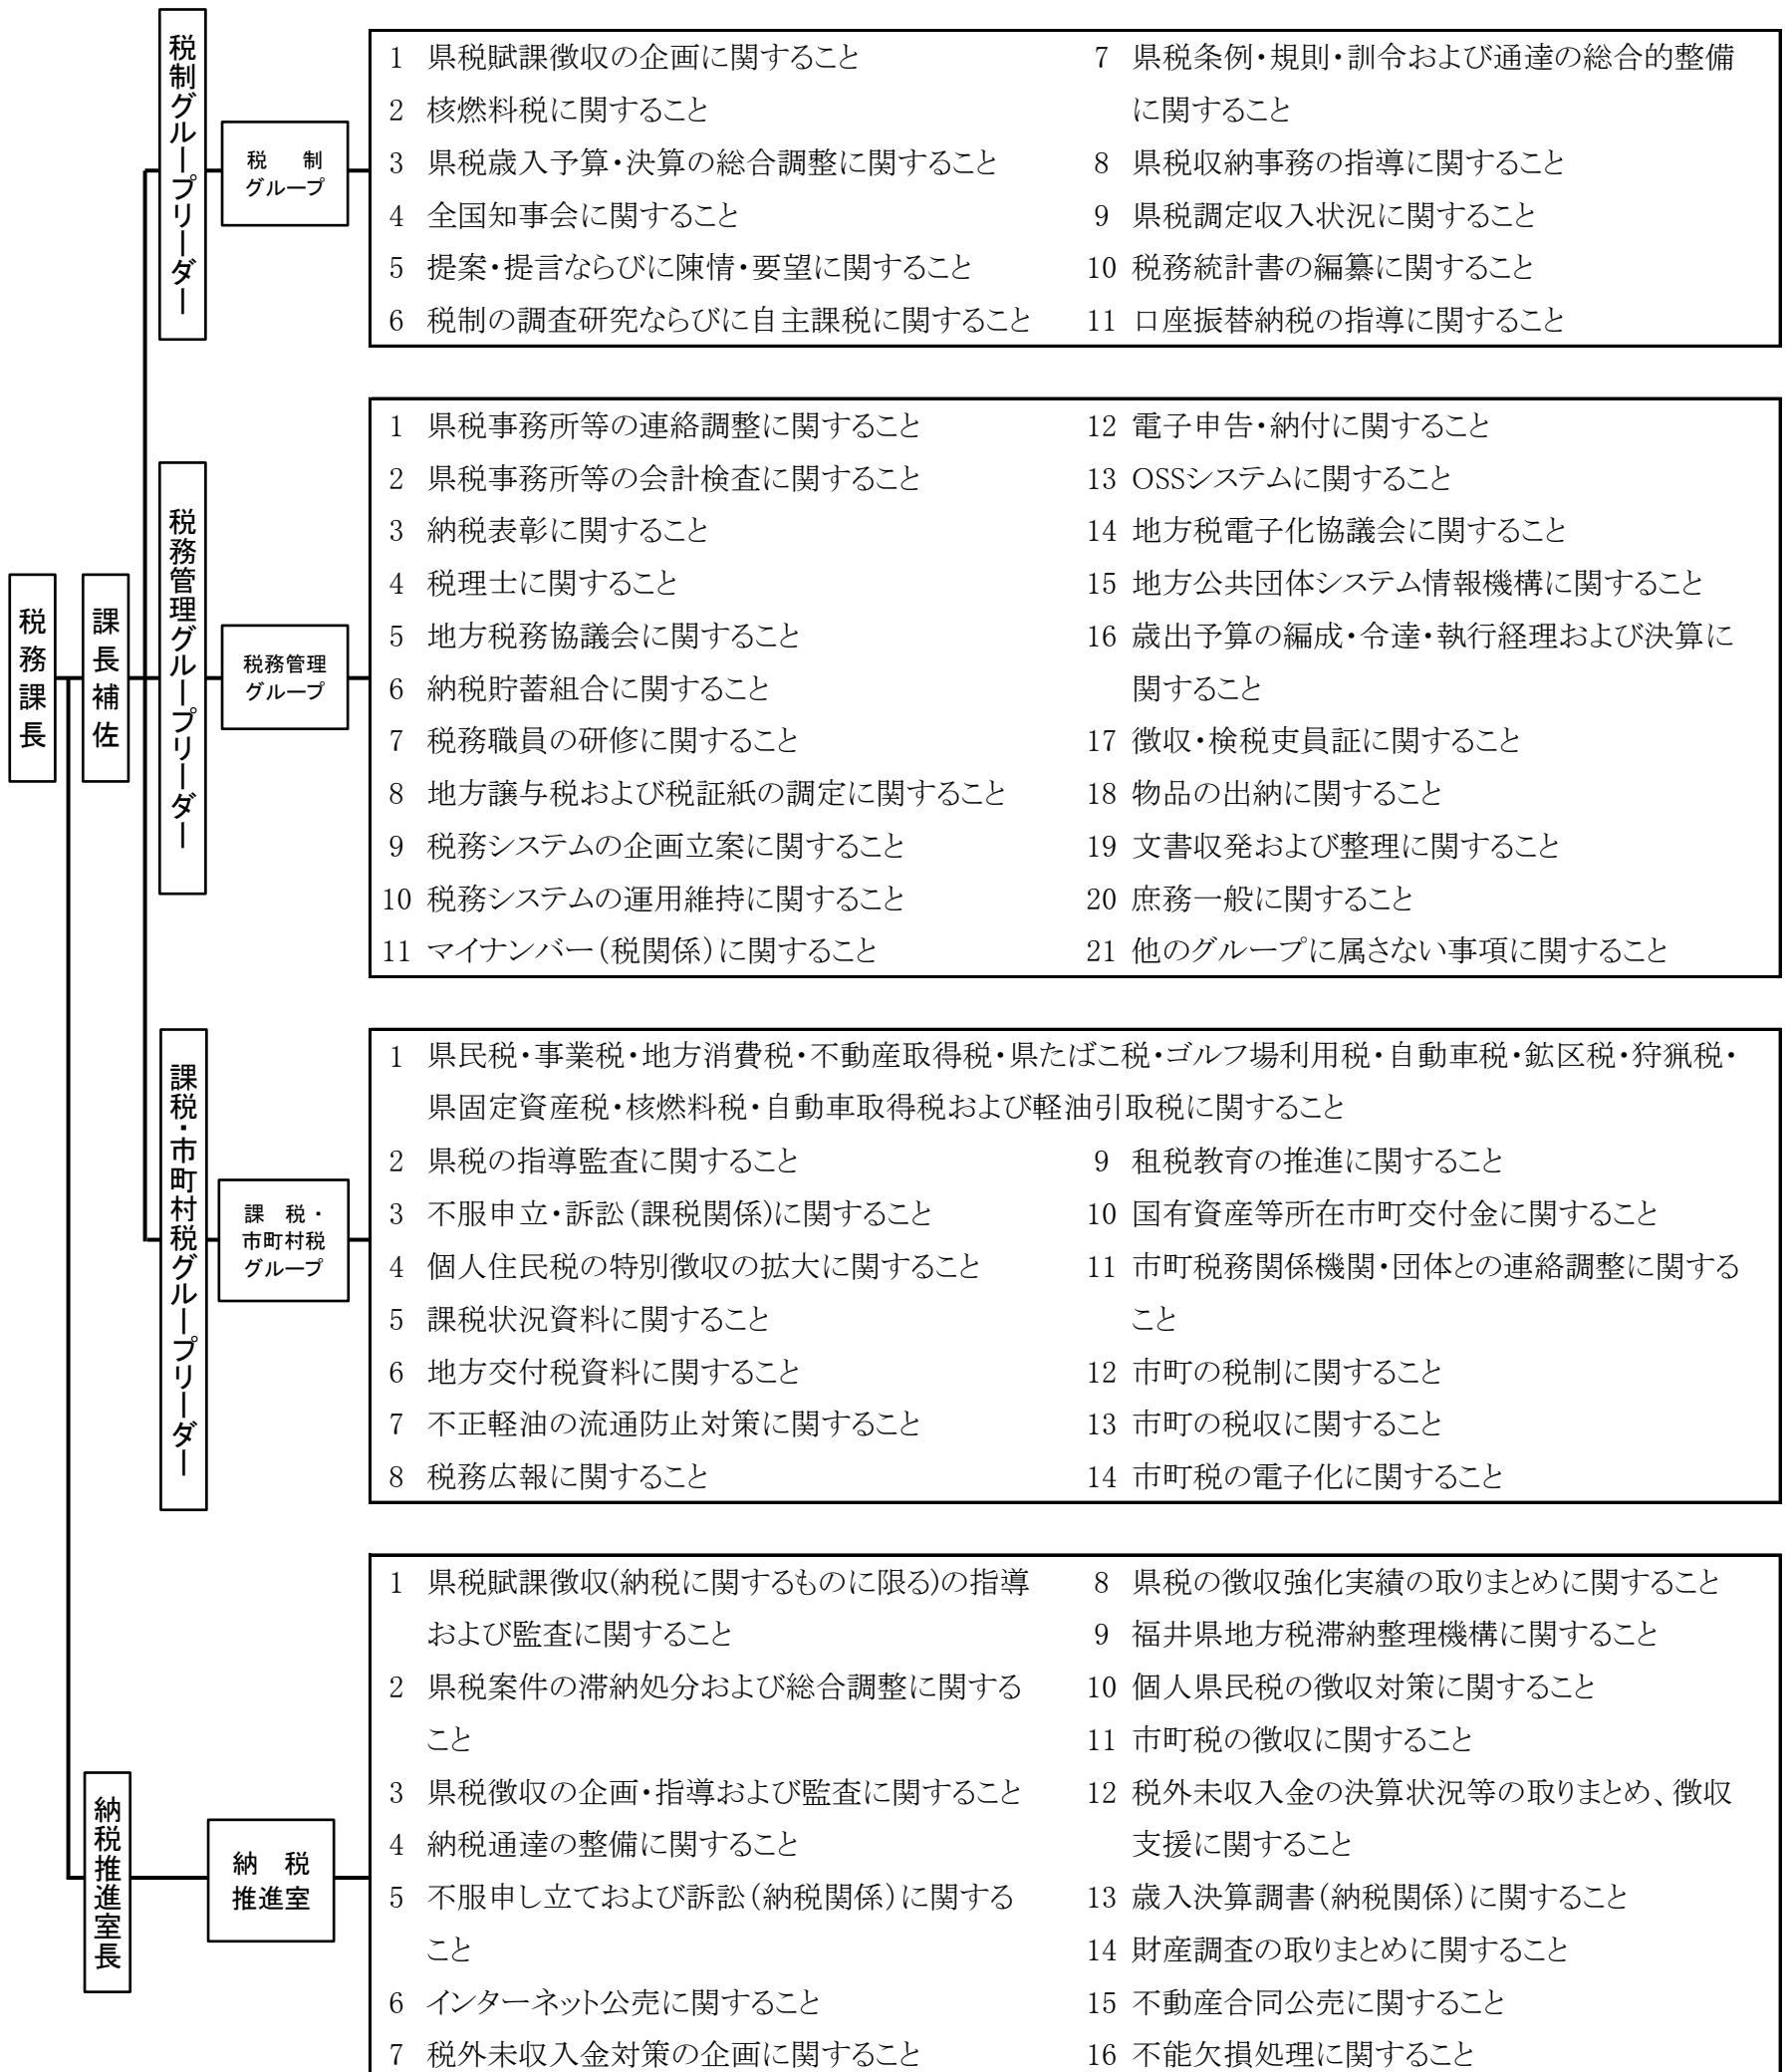 税務課長
課長補佐
税制グループリーダー
税　　制
グループ
1 県税賦課徴収の企画に関すること
2 核燃料税に関すること
3 県税歳入予算・決算の総合調整に関すること
4 全国知事会に関すること
5 提案・提言ならびに陳情・要望に関すること
6 税制の調査研究ならびに自主課税に関すること
7 県税条例・規則・訓令および通達の総合的整備
に関すること
8 県税収納事務の指導に関すること
9 県税調定収入状況に関すること
10 税務統計書の編纂に関すること
11 口座振替納税の指導に関すること
税務管理グループリーダー
税務管理
グループ
1 県税事務所等の連絡調整に関すること
2 県税事務所等の会計検査に関すること
3 納税表彰に関すること
4 税理士に関すること
5 地方税務協議会に関すること
6 納税貯蓄組合に関すること
7 税務職員の研修に関すること
8 地方譲与税および税証紙の調定に関すること
9 税務システムの企画立案に関すること
10 税務システムの運用維持に関すること
11 マイナンバー（税関係）に関すること
12 電子申告・納付に関すること
13 OSSシステムに関すること
14 地方税電子化協議会に関すること
15 地方公共団体システム情報機構に関すること
16 歳出予算の編成・令達・執行経理および決算に
関すること
17 徴収・検税吏員証に関すること
18 物品の出納に関すること
19 文書収発および整理に関すること
20 庶務一般に関すること
21 他のグループに属さない事項に関すること
課税・市町村税グループリーダー
課　税・
市町村税
グループ
1 県民税・事業税・地方消費税・不動産取得税・県たばこ税・ゴルフ場利用税・自動車税・鉱区税・狩猟税・
県固定資産税・核燃料税・自動車取得税および軽油引取税に関すること
2 県税の指導監査に関すること
3 不服申立・訴訟(課税関係)に関すること
4 個人住民税の特別徴収の拡大に関すること
5 課税状況資料に関すること
6 地方交付税資料に関すること
7 不正軽油の流通防止対策に関すること
8 税務広報に関すること
9 租税教育の推進に関すること
10 国有資産等所在市町交付金に関すること
11 市町税務関係機関・団体との連絡調整に関する
こと
12 市町の税制に関すること
13 市町の税収に関すること
14 市町税の電子化に関すること
納税推進室長
納　税
推進室
1 県税賦課徴収(納税に関するものに限る)の指導
および監査に関すること
2 県税案件の滞納処分および総合調整に関する
こと
3 県税徴収の企画・指導および監査に関すること
4 納税通達の整備に関すること
5 不服申し立ておよび訴訟（納税関係）に関する
こと
6 インターネット公売に関すること
7 税外未収入金対策の企画に関すること
8 県税の徴収強化実績の取りまとめに関すること
9 福井県地方税滞納整理機構に関すること
10 個人県民税の徴収対策に関すること
11 市町税の徴収に関すること
12 税外未収入金の決算状況等の取りまとめ、徴収
支援に関すること
13 歳入決算調書（納税関係）に関すること
14 財産調査の取りまとめに関すること
15 不動産合同公売に関すること
16 不能欠損処理に関すること